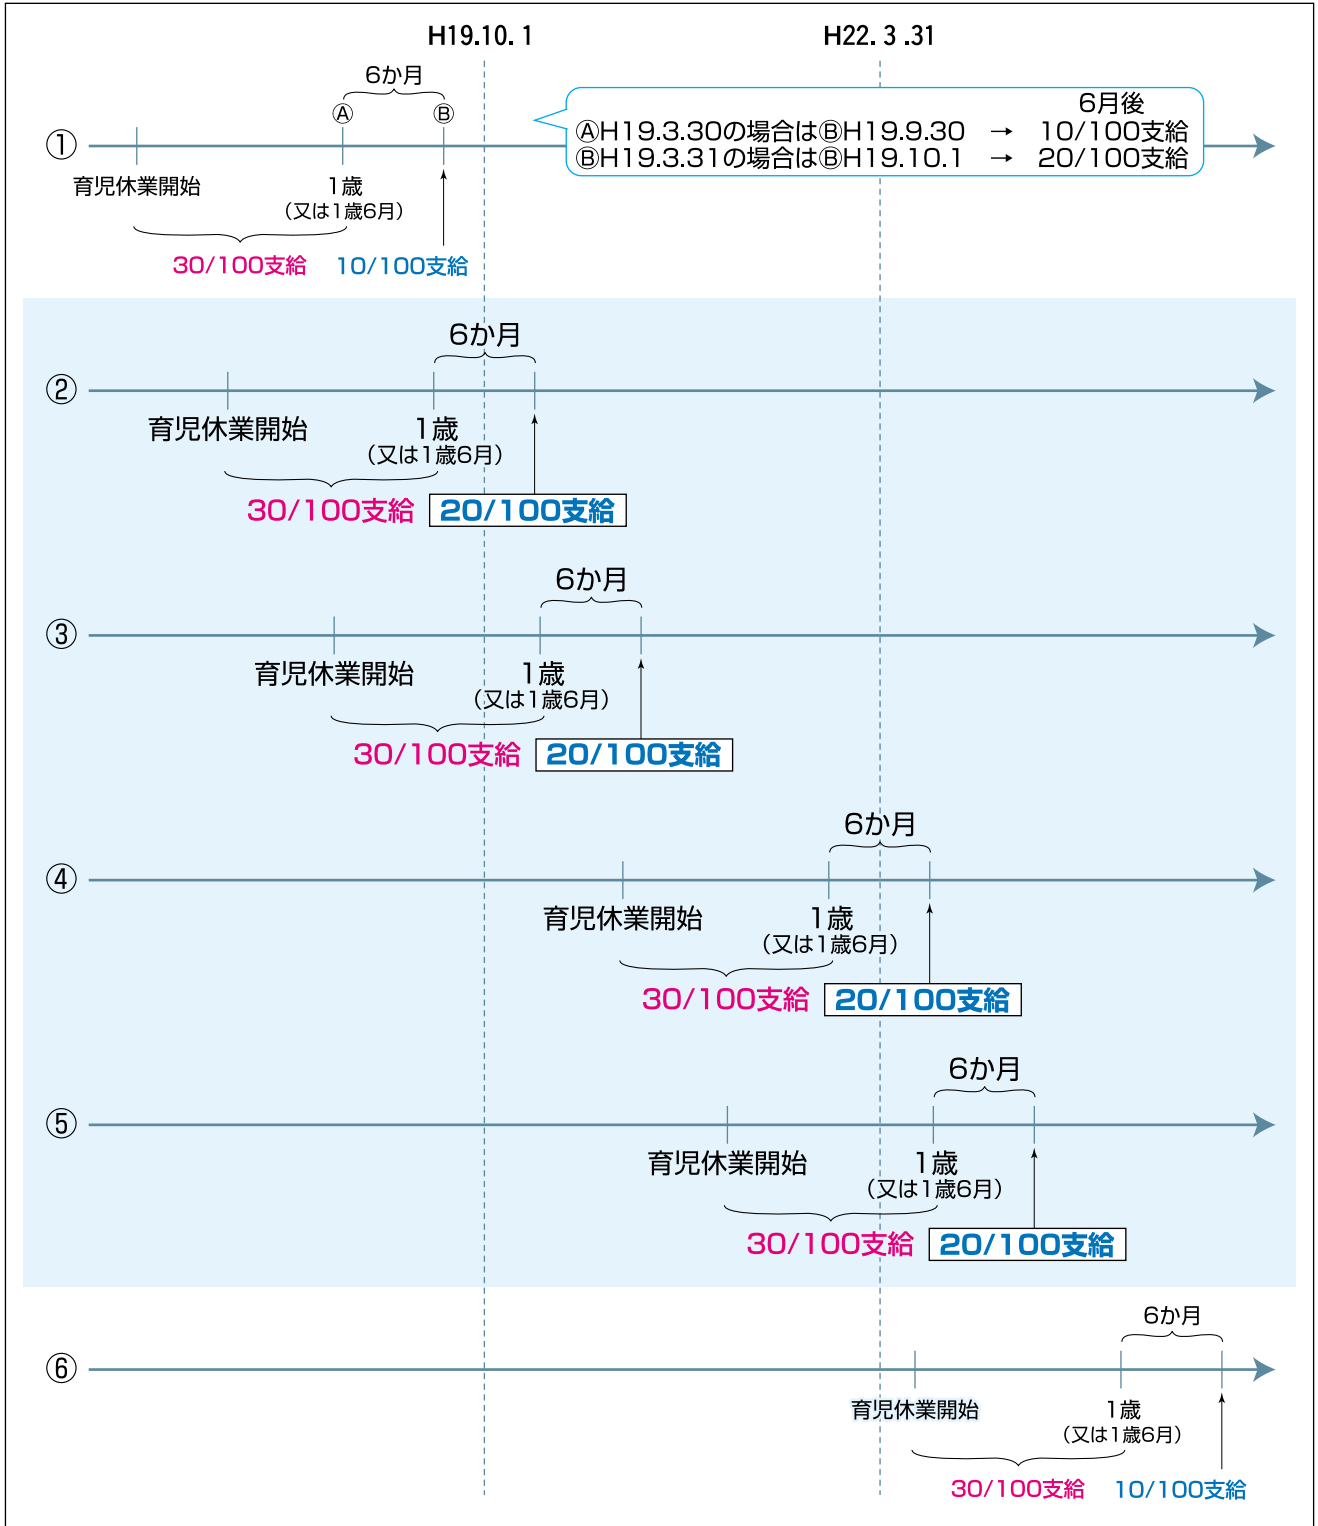 H19.10.1
H22.3.31
6か月
Ⓐ
Ⓑ
①
6月後
ⒶH19.3.30の場合はⒷH19.9.30 → 10/100支給
ⒷH19.3.31の場合はⒷH19.10.1 → 20/100支給
育児休業開始
1歳
(又は1歳6月)
30/100支給
10/100支給
6か月
②
育児休業開始
1歳
(又は1歳6月)
30/100支給
20/100支給
6か月
③
育児休業開始
1歳
(又は1歳6月)
30/100支給
20/100支給
6か月
④
育児休業開始
1歳
(又は1歳6月)
30/100支給
20/100支給
6か月
⑤
育児休業開始
1歳
(又は1歳6月)
30/100支給
20/100支給
6か月
⑥
育児休業開始
1歳
(又は1歳6月)
30/100支給
10/100支給